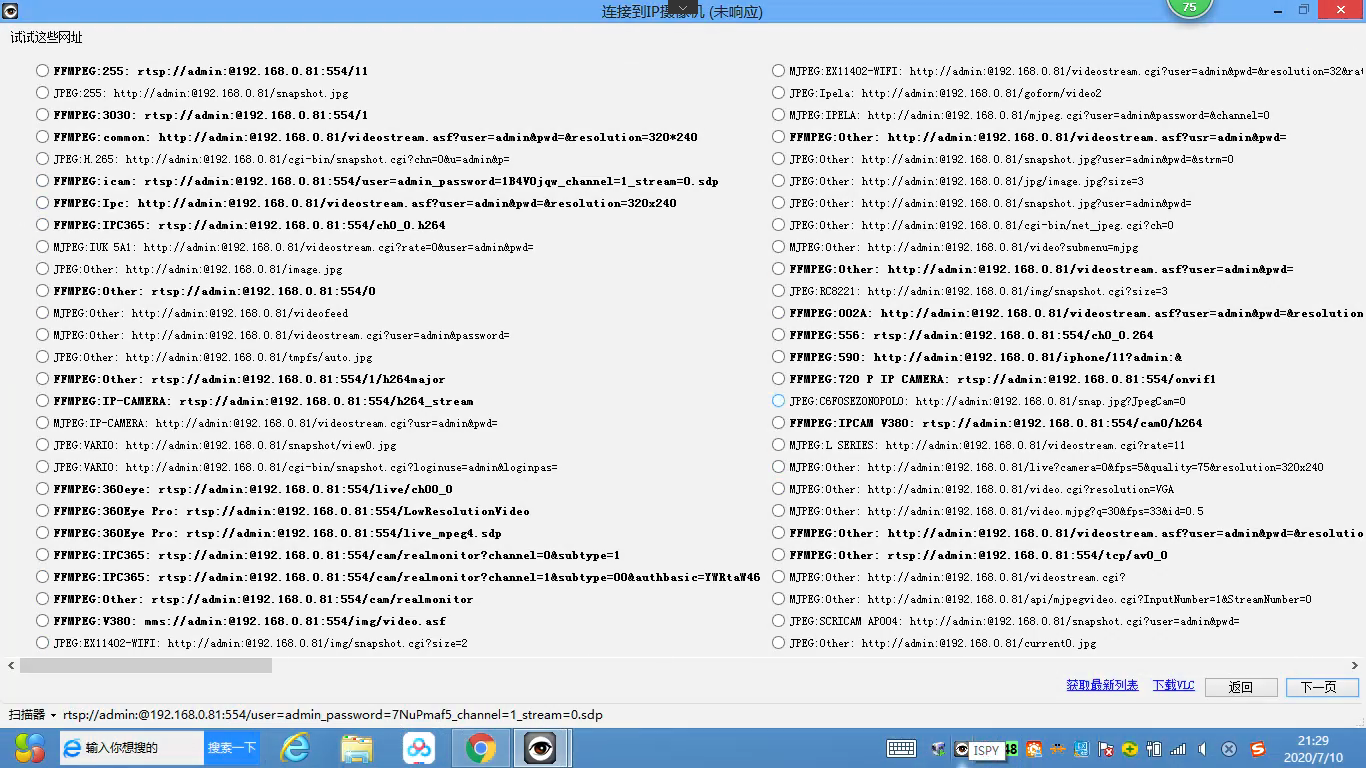 连接到IP摄像机 (未响应)
75
试试这些网址
FFMPEG:255: rtsp://admin:@192.168.0.81:554/11
JPEG:255: http://admin:@192.168.0.81/snapshot.jpg
FFMPEG:3030: rtsp://admin:@192.168.0.81:554/1
FFMPEG:common: http://admin:@192.168.0.81/videostream.asf?user=admin&pwd=&resolution=320*240
JPEG:H.265: http://admin:@192.168.0.81/cgi-bin/snapshot.cgi?chn=0&u=admin&p=
FFMPEG:icam: rtsp://admin:@192.168.0.81:554/user=admin_password=1B4VOjqw_channel=1_stream=0.sdp
FFMPEG:Ipc: http://admin:@192.168.0.81/videostream.asf?user=admin&pwd=&resolution=320x240
FFMPEG:IPC365: rtsp://admin:@192.168.0.81:554/ch0_0.h264
MJPEG:IUK 5A1: http://admin:@192.168.0.81/videostream.cgi?rate=0&user=admin&pwd=
JPEG:Other: http://admin:@192.168.0.81/image.jpg
FFMPEG:Other: rtsp://admin:@192.168.0.81:554/0
MJPEG:Other: http://admin:@192.168.0.81/videofeed
MJPEG:Other: http://admin:@192.168.0.81/videostream.cgi?user=admin&password=
JPEG:Other: http://admin:@192.168.0.81/tmpfs/auto.jpg
FFMPEG:Other: rtsp://admin:@192.168.0.81:554/1/h264major
FFMPEG:IP-CAMERA: rtsp://admin:@192.168.0.81:554/h264_stream
MJPEG:IP-CAMERA: http://admin:@192.168.0.81/videostream.cgi?usr=admin&pwd=
JPEG:VARIO: http://admin:@192.168.0.81/snapshot/view0.jpg
JPEG:VARIO: http://admin:@192.168.0.81/cgi-bin/snapshot.cgi?loginuse=admin&loginpas=
FFMPEG:360eye: rtsp://admin:@192.168.0.81:554/live/ch00_0
FFMPEG:360Eye Pro: rtsp://admin:@192.168.0.81:554/LowResolutionVideo
FFMPEG:360Eye Pro: rtsp://admin:@192.168.0.81:554/live_mpeg4.sdp
FFMPEG:IPC365: rtsp://admin:@192.168.0.81:554/cam/realmonitor?channel=0&subtype=1
FFMPEG:IPC365: rtsp://admin:@192.168.0.81:554/cam/realmonitor?channel=1&subtype=00&authbasic=YWRtaW46
FFMPEG:Other: rtsp://admin:@192.168.0.81:554/cam/realmonitor
FFMPEG:V380: mms://admin:@192.168.0.81:554/img/video.asf
JPEG:EX11402-WIFI: http://admin:@192.168.0.81/img/snapshot.cgi?size=2
MJPEG:EX11402-WIFI: http://admin:@192.168.0.81/videostream.cgi?user=admin&pwd=&resolution=32&rat
JPEG:Ipela: http://admin:@192.168.0.81/goform/video2
MJPEG:IPELA: http://admin:@192.168.0.81/mjpeg.cgi?user=admin&password=&channel=0
FFMPEG:Other: http://admin:@192.168.0.81/videostream.asf?usr=admin&pwd=
JPEG:Other: http://admin:@192.168.0.81/snapshot.jpg?user=admin&pwd=&strm=0
JPEG:Other: http://admin:@192.168.0.81/jpg/image.jpg?size=3
JPEG:Other: http://admin:@192.168.0.81/snapshot.jpg?user=admin&pwd=
JPEG:Other: http://admin:@192.168.0.81/cgi-bin/net_jpeg.cgi?ch=0
MJPEG:Other: http://admin:@192.168.0.81/video?submenu=mjpg
FFMPEG:Other: http://admin:@192.168.0.81/videostream.asf?user=admin&pwd=
JPEG:RC8221: http://admin:@192.168.0.81/img/snapshot.cgi?size=3
FFMPEG:002A: http://admin:@192.168.0.81/videostream.asf?user=admin&pwd=&resolution
FFMPEG:556: rtsp://admin:@192.168.0.81:554/ch0_0.264
FFMPEG:590: http://admin:@192.168.0.81/iphone/11?admin:&
FFMPEG:720 P IP CAMERA: rtsp://admin:@192.168.0.81:554/onvif1
JPEG:C6FOSEZONOPOLO: http://admin:@192.168.0.81/snap.jpg?JpegCam=0
FFMPEG:IPCAM V380: rtsp://admin:@192.168.0.81:554/cam0/h264
MJPEG:L SERIES: http://admin:@192.168.0.81/videostream.cgi?rate=11
MJPEG:Other: http://admin:@192.168.0.81/live?camera=0&fps=5&quality=75&resolution=320x240
MJPEG:Other: http://admin:@192.168.0.81/video.cgi?resolution=VGA
MJPEG:Other: http://admin:@192.168.0.81/video.mjpg?q=30&fps=33&id=0.5
FFMPEG:Other: http://admin:@192.168.0.81/videostream.asf?user=admin&pwd=&resolutio
FFMPEG:Other: rtsp://admin:@192.168.0.81:554/tcp/av0_0
MJPEG:Other: http://admin:@192.168.0.81/videostream.cgi?
MJPEG:Other: http://admin:@192.168.0.81/api/mjpegvideo.cgi?InputNumber=1&StreamNumber=0
JPEG:SCRICAM AP004: http://admin:@192.168.0.81/snapshot.cgi?user=admin&pwd=
JPEG:Other: http://admin:@192.168.0.81/current0.jpg
获取最新列表 下载VLC 返回 下一页
扫描器 rtsp://admin:@192.168.0.81:554/user=admin_password=7NuPmaf5_channel=1_stream=0.sdp
输入你想搜的 搜索一下
ISPY 48
21:29
2020/7/10